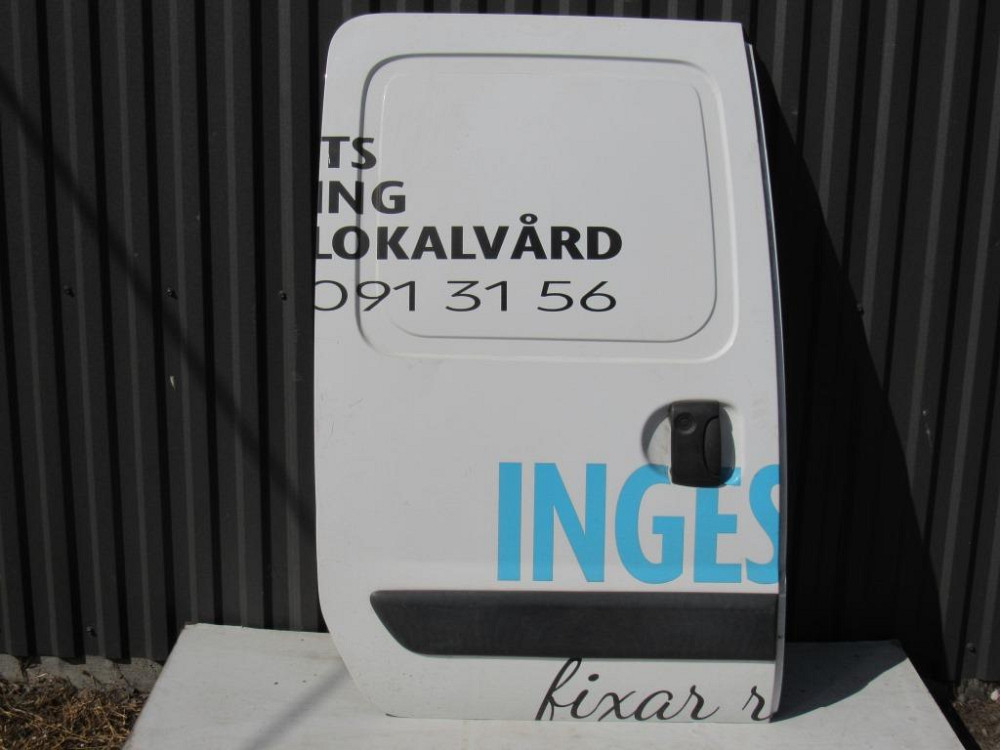 TS
ING
LOKALVÅRD
091 31 56
INGES
fixar r